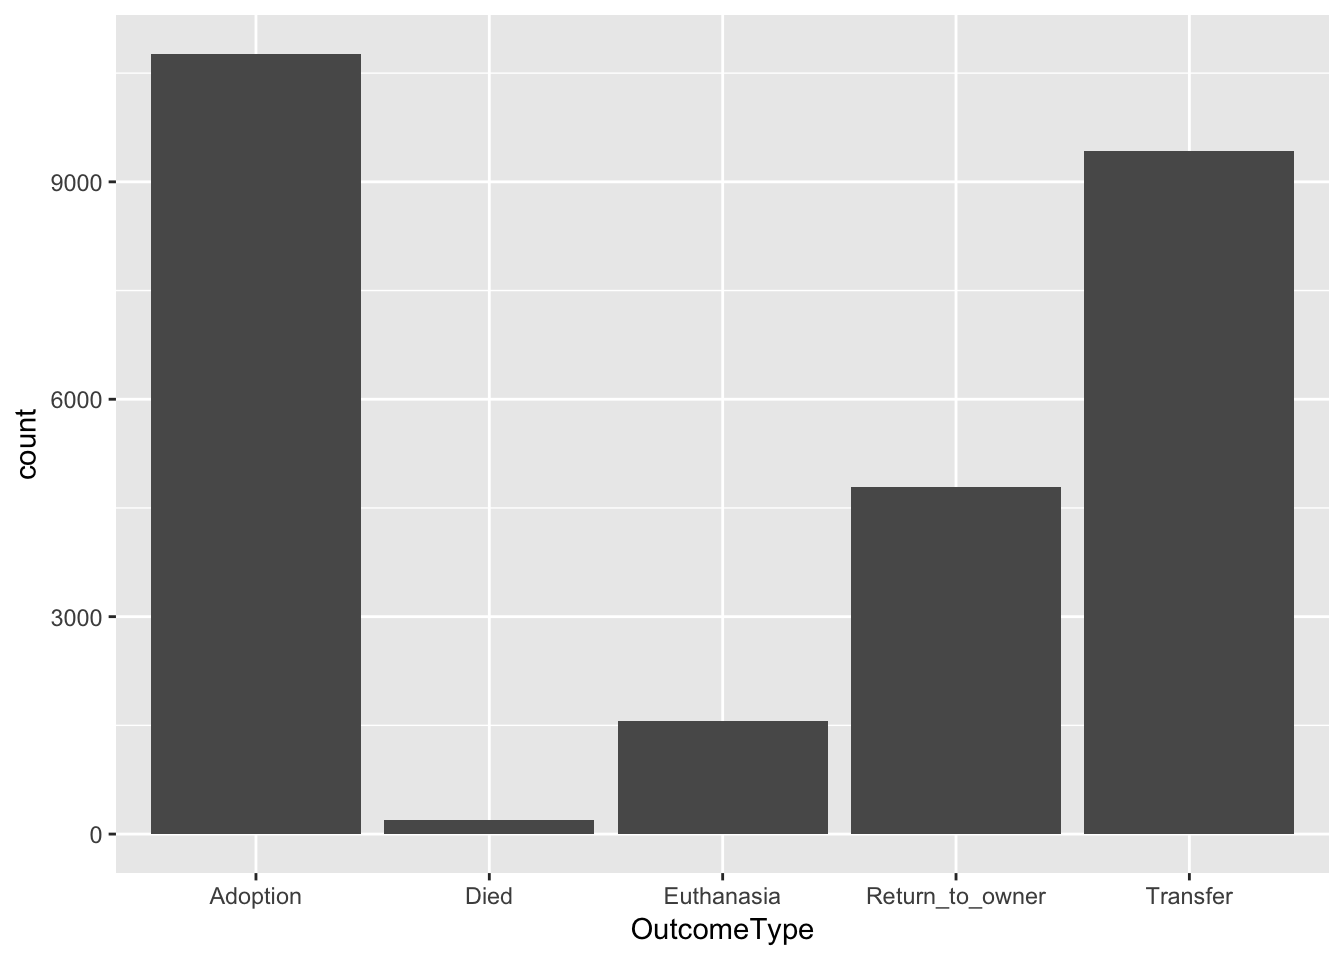 count
9000
6000
3000
0
Adoption Died Euthanasia Return_to_owner Transfer
OutcomeType